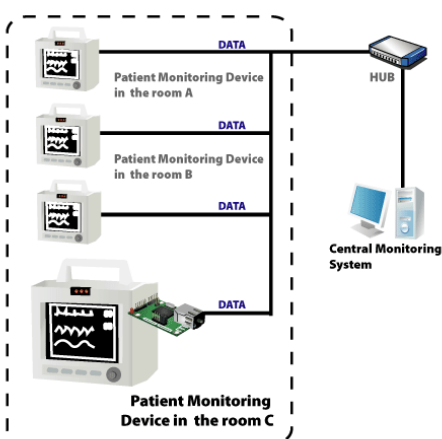 DATA
HUB
Patient Monitoring Device
in the room A
DATA
Patient Monitoring Device
in the room B
DATA
Central Monitoring
System
DATA
Patient Monitoring
Device in the room C